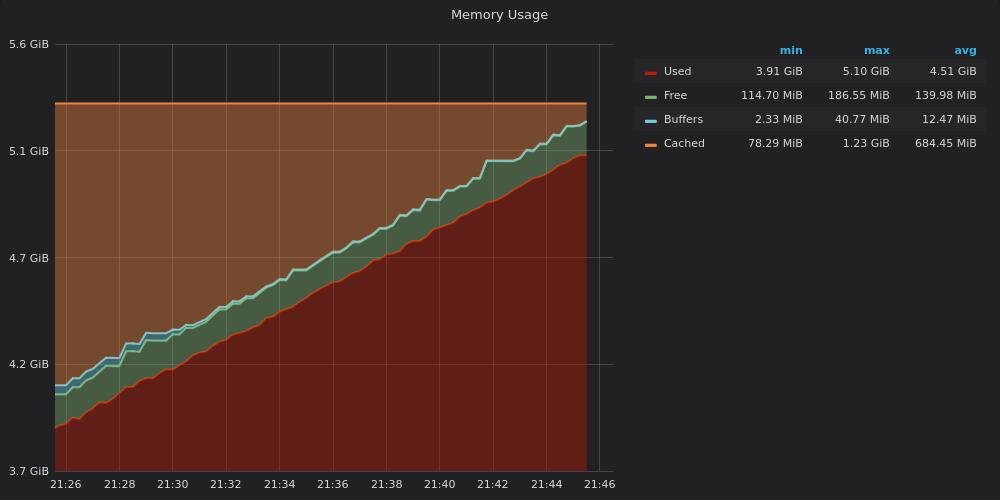 Memory Usage
5.6 GiB
5.1 GiB
4.7 GiB
4.2 GiB
3.7 GiB
21:26 21:28 21:30 21:32 21:34 21:36 21:38 21:40 21:42 21:44 21:46
min max avg
Used 3.91 GiB 5.10 GiB 4.51 GiB
Free 114.70 MiB 186.55 MiB 139.98 MiB
Buffers 2.33 MiB 40.77 MiB 12.47 MiB
Cached 78.29 MiB 1.23 GiB 684.45 MiB